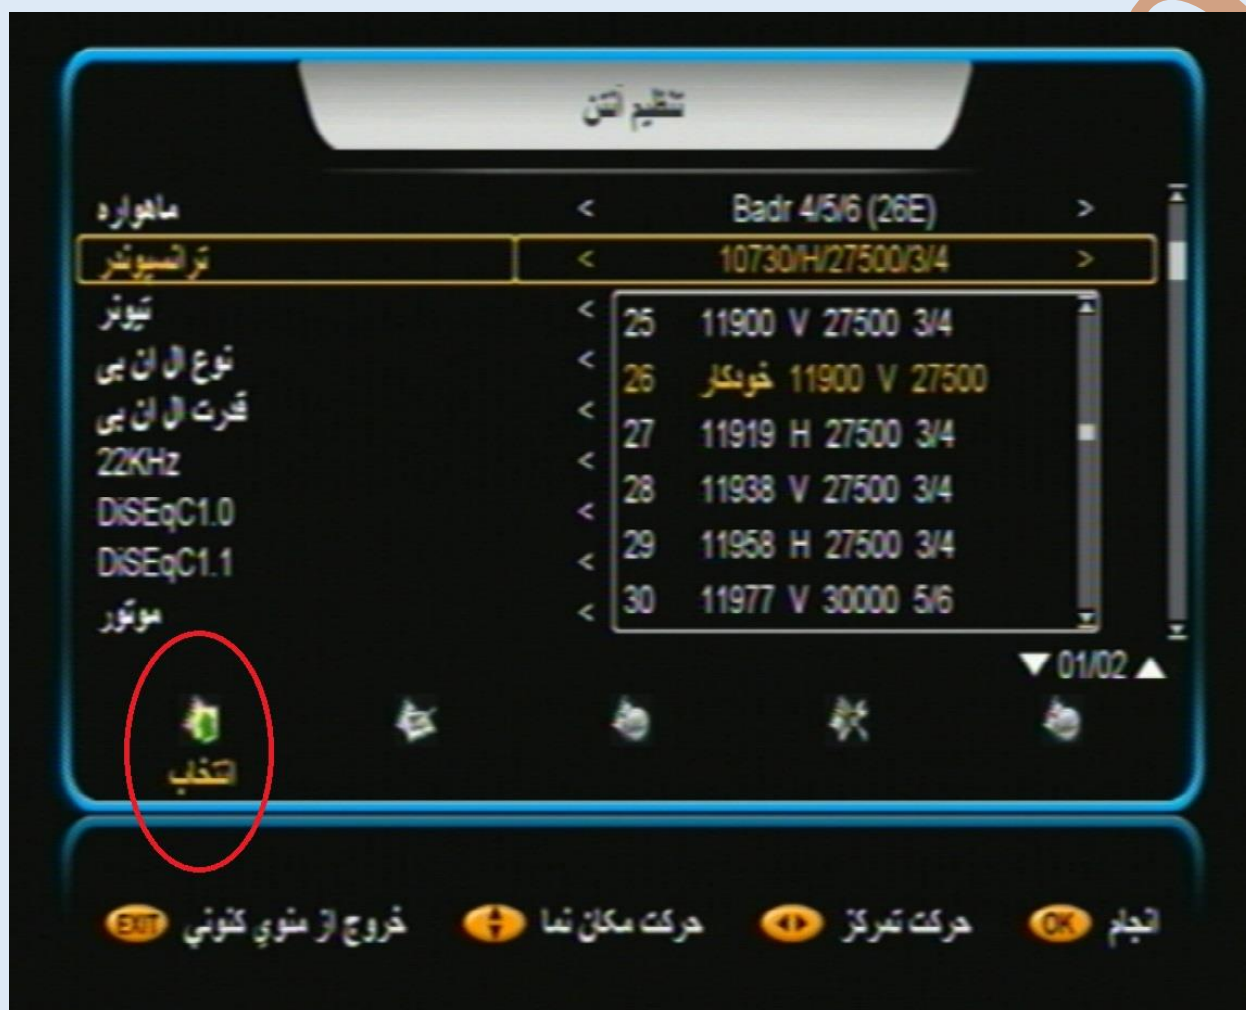 تنظیم آنتن
ماهواره < Badr 4/5/6 (26E) >
ترانسپوندر < 10730/H/27500/3/4 >
تیونر <
نوع ال ان بی <
قدرت ال ان بی <
22KHz <
DiSEqC1.0 <
DiSEqC1.1 <
موتور <
25 11900 V 27500 3/4
26 خودکار 11900 V 27500
27 11919 H 27500 3/4
28 11938 V 27500 3/4
29 11958 H 27500 3/4
30 11977 V 30000 5/6
▼ 01/02 ▲
انتخاب
انجام OK حرکت تمرکز حرکت مکان نما خروج از منوي کنوني EXIT